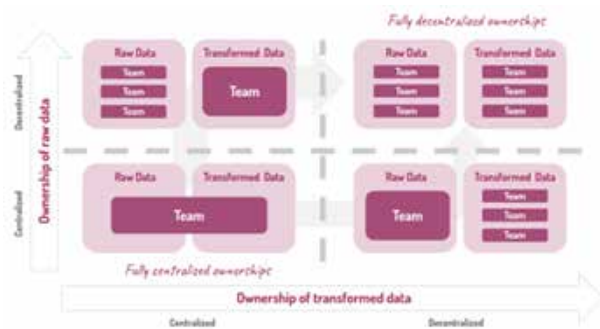 Fully decentralized ownerships
Raw Data
Transformed Data
Raw Data
Transformed Data
Team
Team
Team
Team
Team
Team
Team
Team
Team
Team
Decentralized
Ownership of raw data
Centralized
Raw Data
Transformed Data
Raw Data
Transformed Data
Team
Team
Team
Team
Team
Fully centralized ownerships
Ownership of transformed data
Centralized
Decentralized